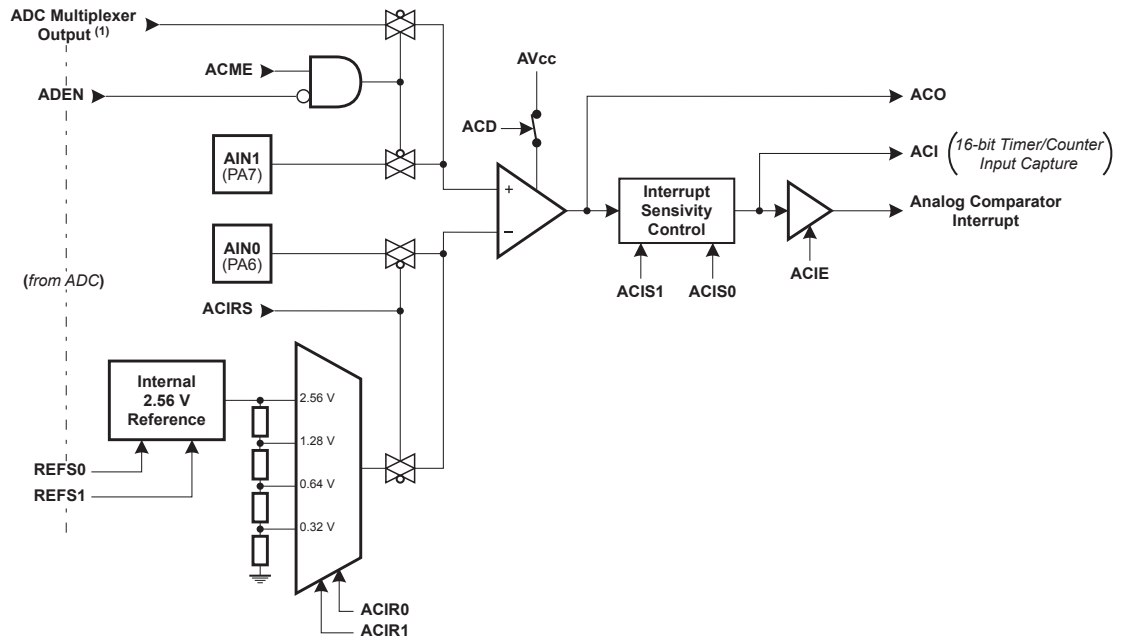 ADC Multiplexer
Output (1)
ACME
ADEN
AIN1
(PA7)
AVcc
ACD
+
−
ACO
ACI (16-bit Timer/Counter
Input Capture)
Interrupt
Sensivity
Control
Analog Comparator
Interrupt
ACIS1 ACIS0
ACIE
AIN0
(PA6)
(from ADC)
ACIRS
Internal
2.56 V
Reference
2.56 V
1.28 V
0.64 V
0.32 V
REFS0
REFS1
ACIR0
ACIR1